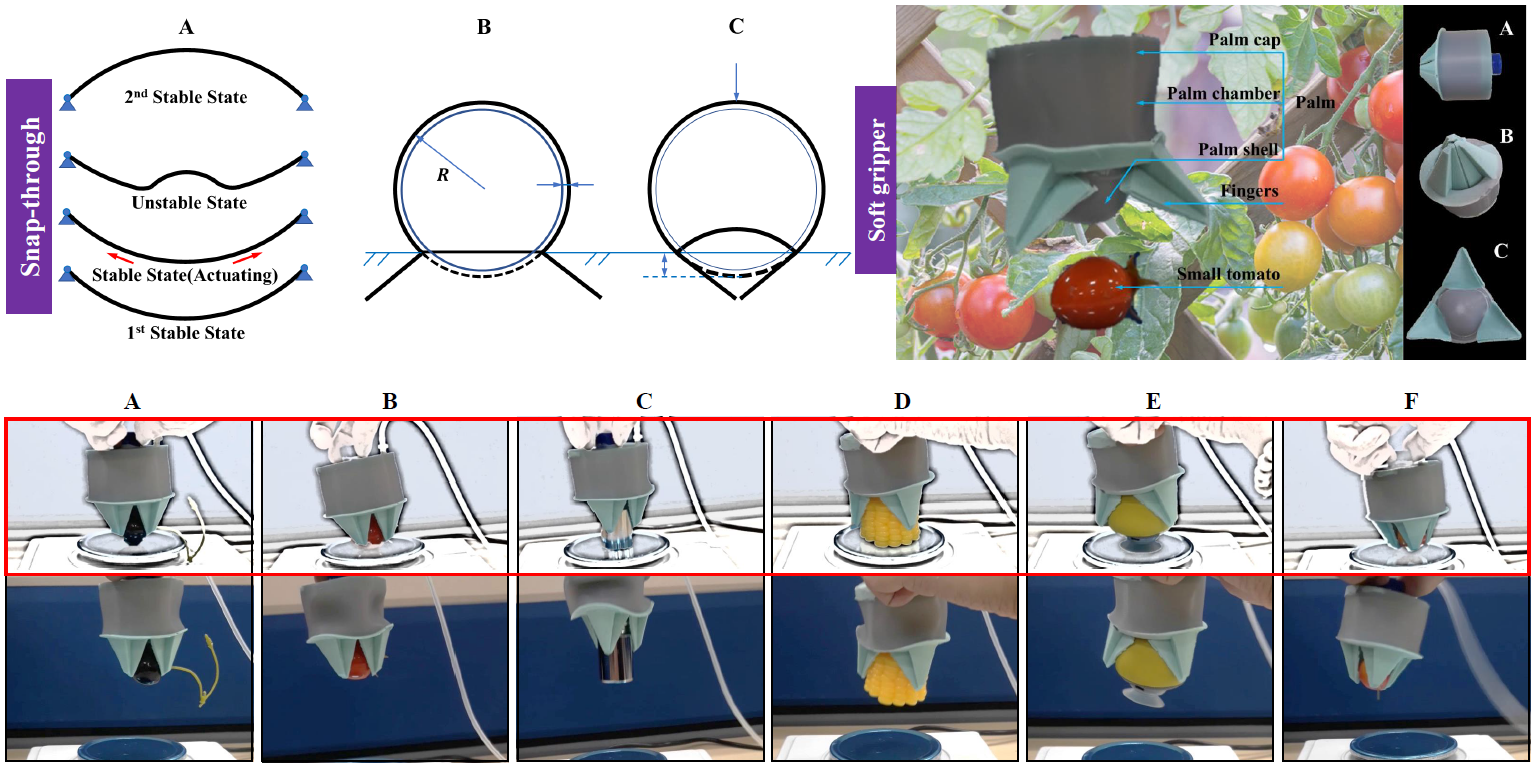 Snap-through
A
2nd Stable State
Unstable State
Stable State(Actuating)
1st Stable State
B
R
C
Soft gripper
Palm cap
Palm chamber
Palm
Palm shell
Fingers
Small tomato
A
B
C
A B C D E F